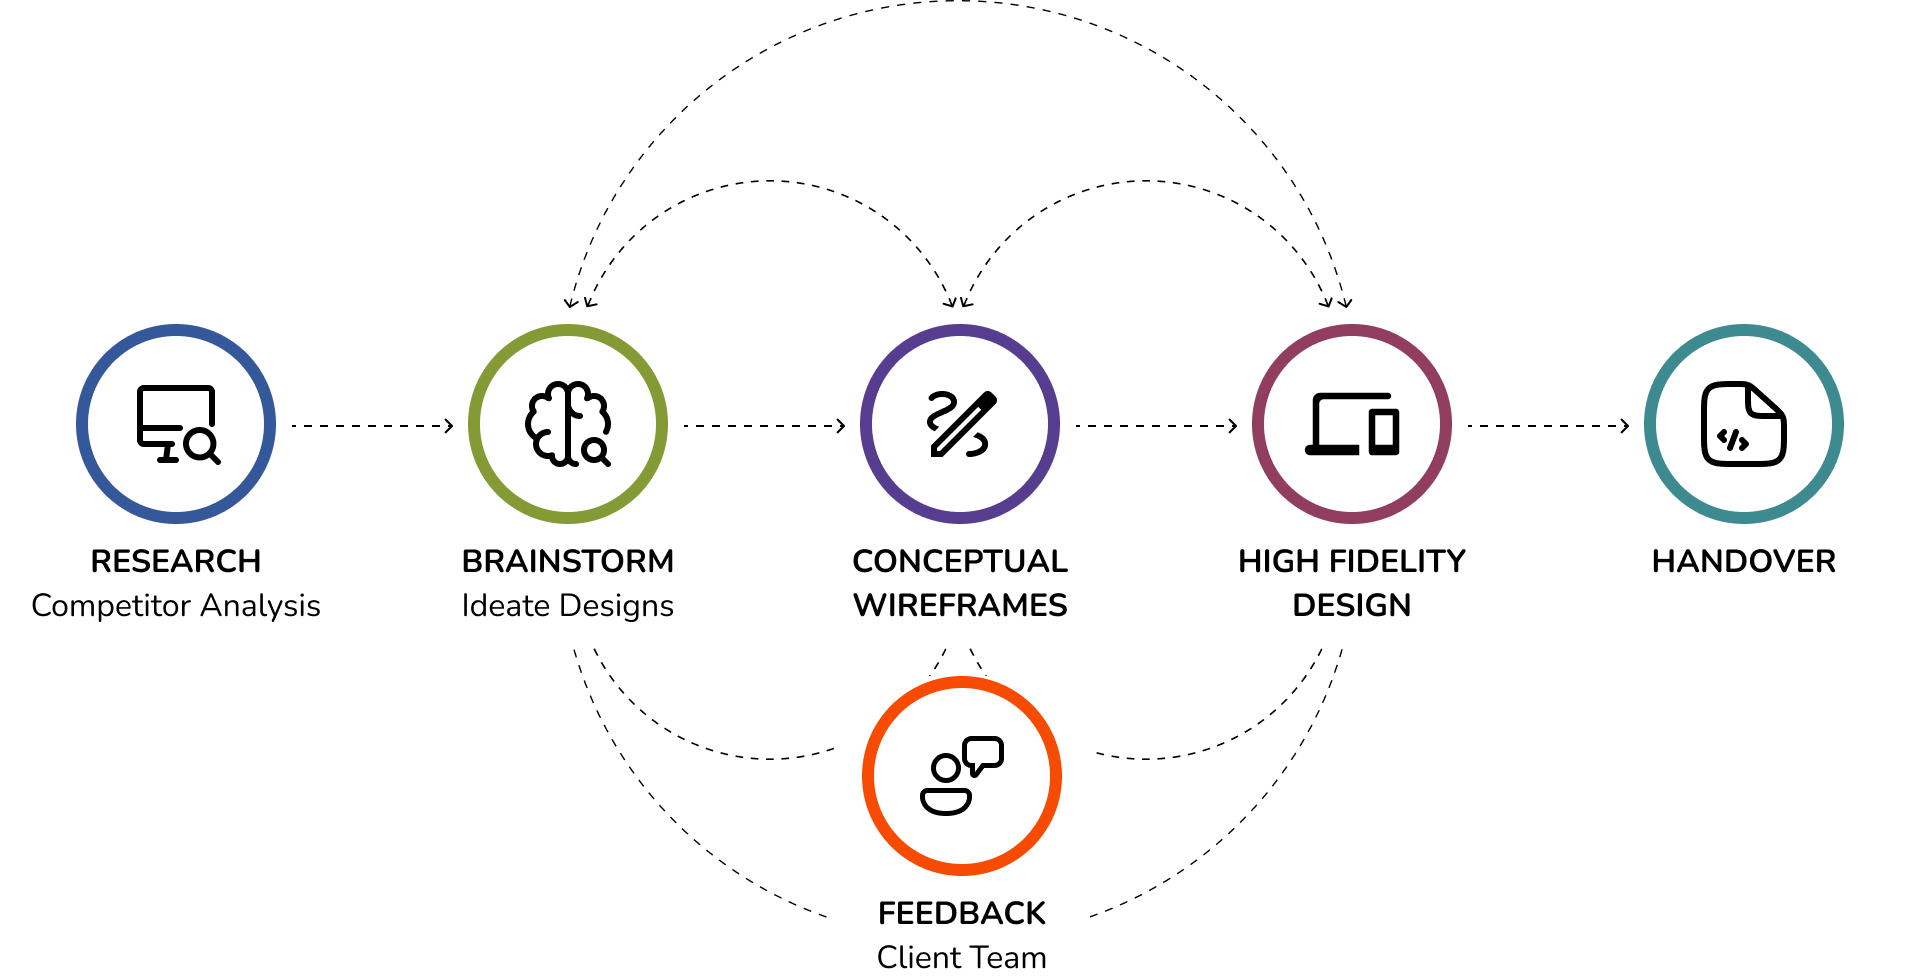 RESEARCH
Competitor Analysis
BRAINSTORM
Ideate Designs
CONCEPTUAL
WIREFRAMES
HIGH FIDELITY
DESIGN
HANDOVER
FEEDBACK
Client Team